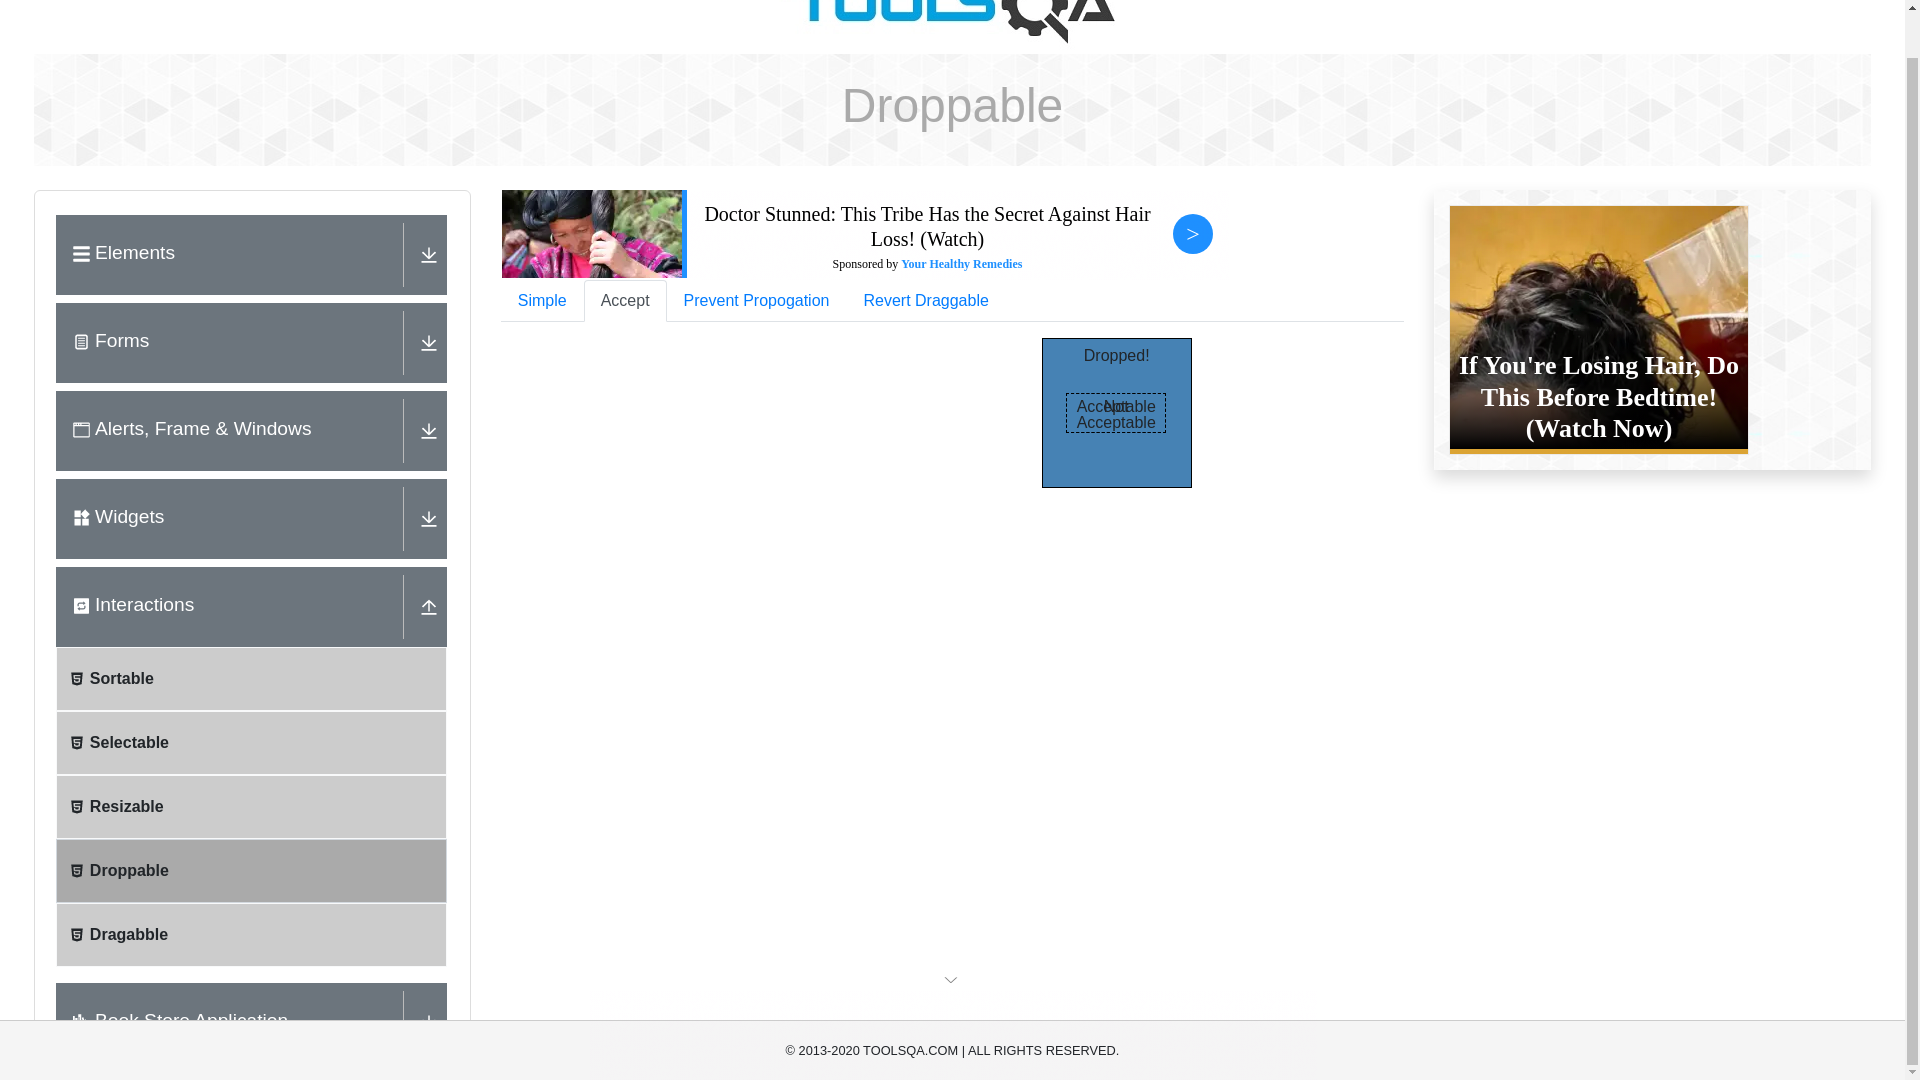 TOOLSQA
Droppable
Elements
Forms
Alerts, Frame & Windows
Widgets
Interactions
Sortable
Selectable
Resizable
Droppable
Dragabble
Book Store Application
Doctor Stunned: This Tribe Has the Secret Against Hair
Loss! (Watch)
Sponsored by Your Healthy Remedies
>
Simple
Accept
Prevent Propogation
Revert Draggable
Dropped!
Acceptable
Not
Acceptable
If You're Losing Hair, Do
This Before Bedtime!
(Watch Now)
© 2013-2020 TOOLSQA.COM | ALL RIGHTS RESERVED.